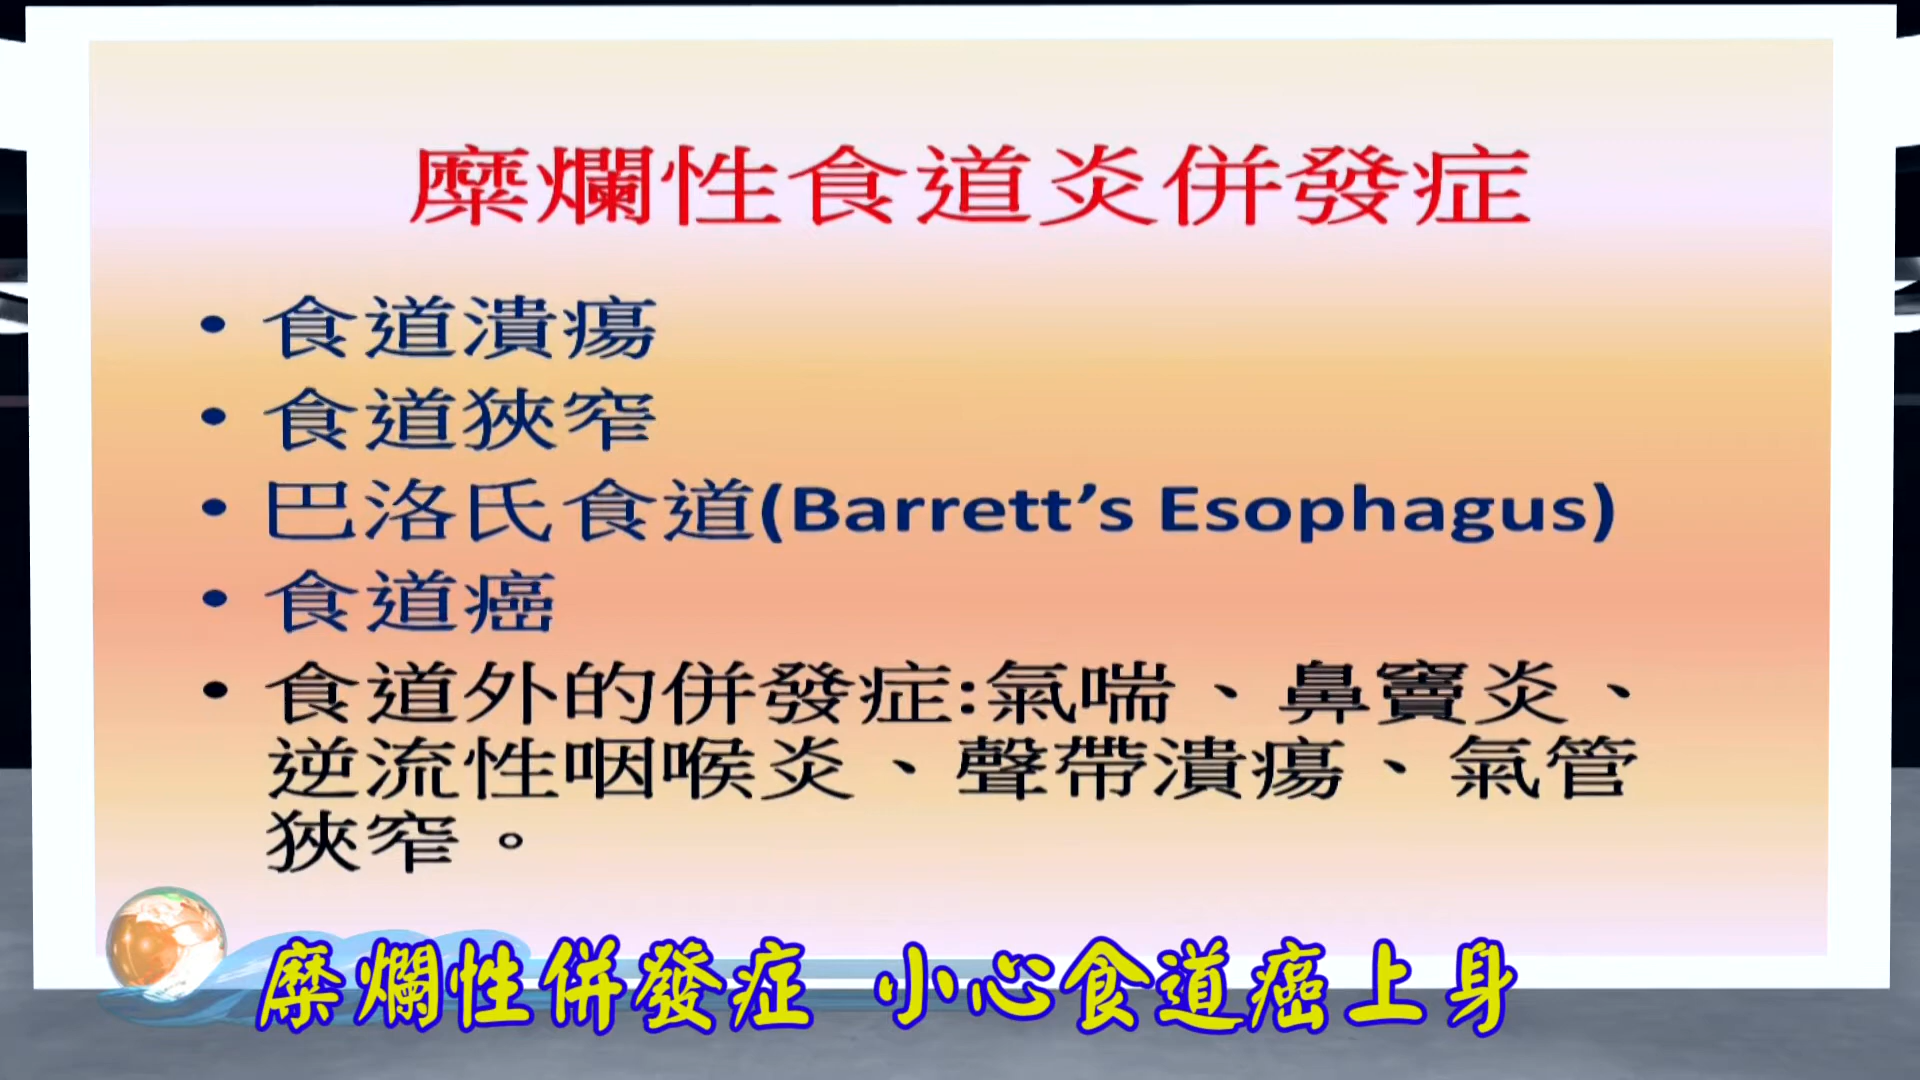 糜爛性食道炎併發症
• 食道潰瘍
• 食道狹窄
• 巴洛氏食道(Barrett’s Esophagus)
• 食道癌
• 食道外的併發症:氣喘、鼻竇炎、
逆流性咽喉炎、聲帶潰瘍、氣管
狹窄。
糜爛性併發症 小心食道癌上身